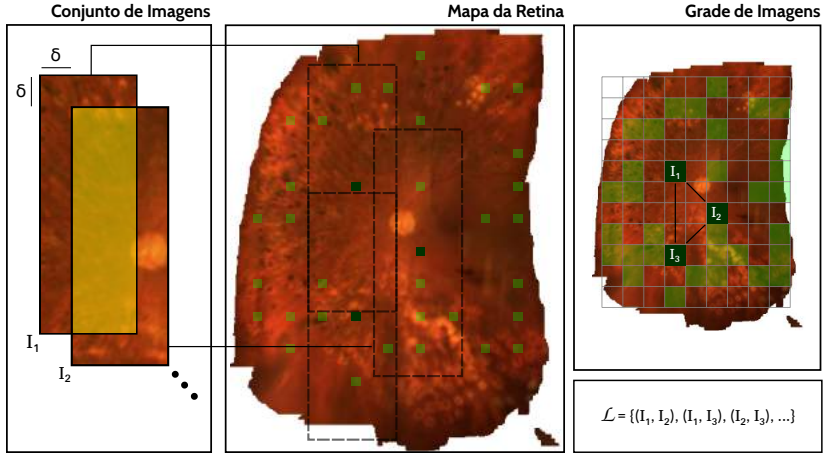 Conjunto de Imagens
Mapa da Retina
Grade de Imagens
δ
δ
I₁
I₂
I₁
I₂
I₃
ℒ = {(I₁, I₂), (I₁, I₃), (I₂, I₃), ...}